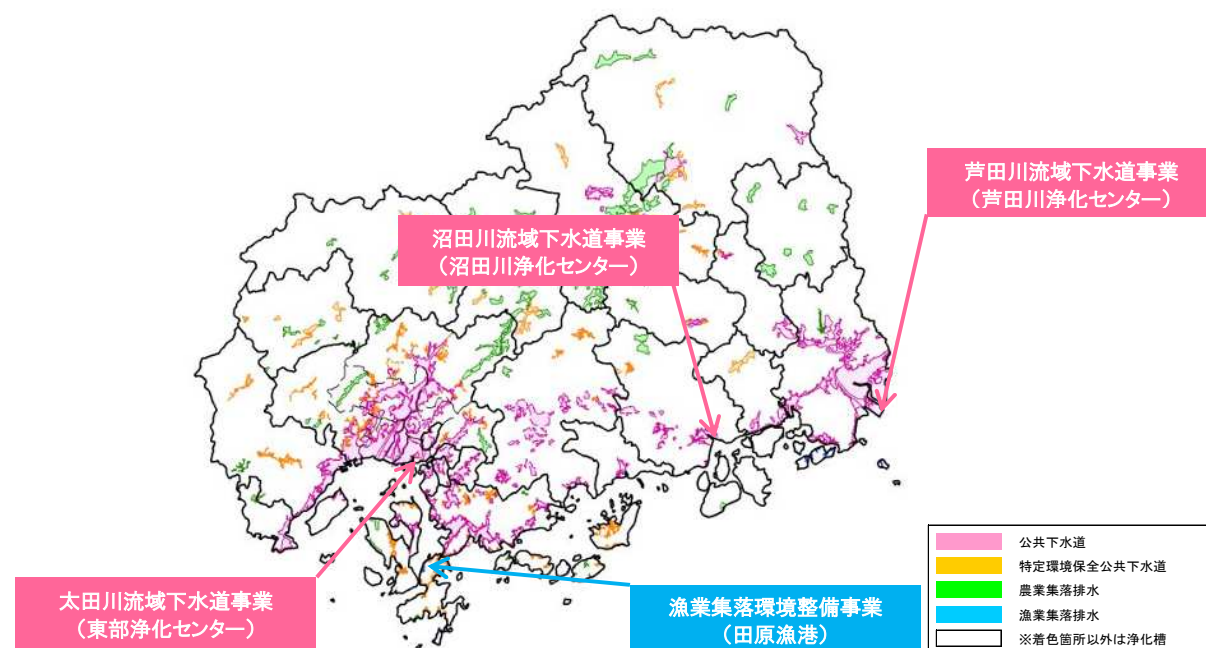 芦田川流域下水道事業
（芦田川浄化センター）
沼田川流域下水道事業
（沼田川浄化センター）
太田川流域下水道事業
（東部浄化センター）
漁業集落環境整備事業
（田原漁港）
公共下水道
特定環境保全公共下水道
農業集落排水
漁業集落排水
※着色箇所以外は浄化槽